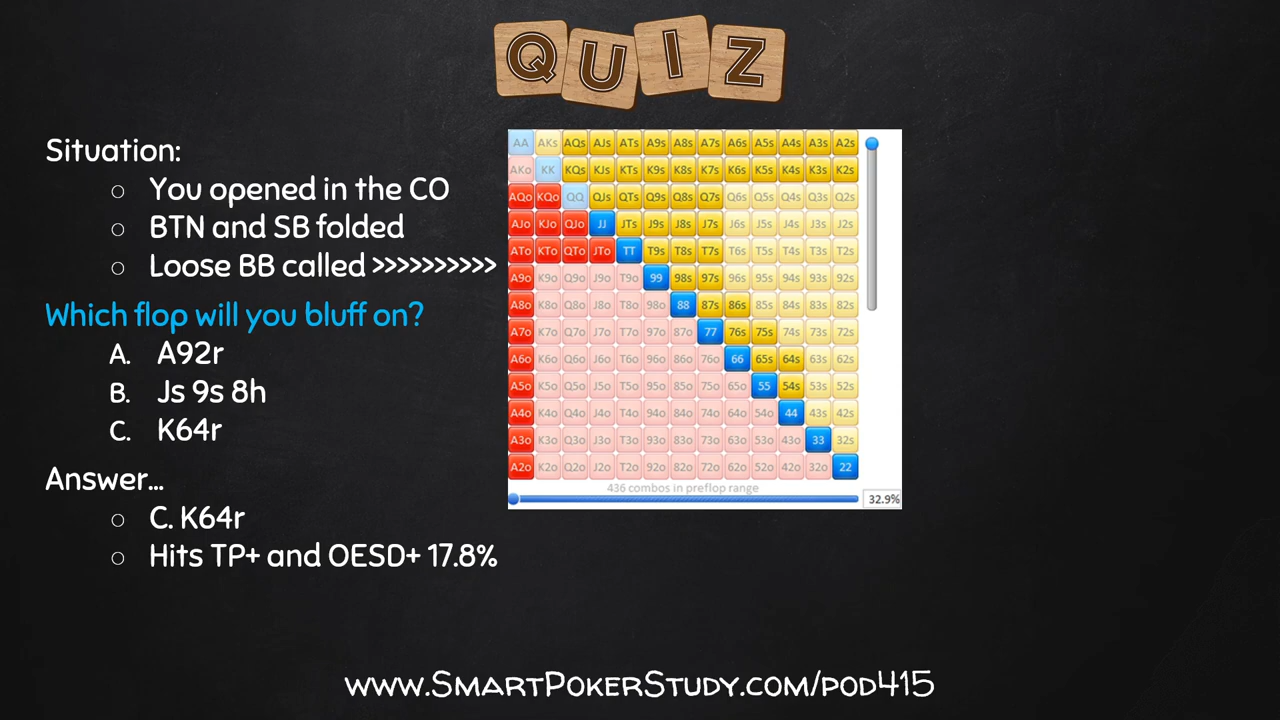 QUIZ
Situation:
○ You opened in the CO
○ BTN and SB folded
○ Loose BB called >>>>>>>>>>
Which flop will you bluff on?
A. A92r
B. Js 9s 8h
C. K64r
Answer...
○ C. K64r
○ Hits TP+ and OESD+ 17.8%
AA AKs AQs AJs ATs A9s A8s A7s A6s A5s A4s A3s A2s
AKo KK KQs KJs KTs K9s K8s K7s K6s K5s K4s K3s K2s
AQo KQo QQ QJs QTs Q9s Q8s Q7s Q6s Q5s Q4s Q3s Q2s
AJo KJo QJo JJ JTs J9s J8s J7s J6s J5s J4s J3s J2s
ATo KTo QTo JTo TT T9s T8s T7s T6s T5s T4s T3s T2s
A9o K9o Q9o J9o T9o 99 98s 97s 96s 95s 94s 93s 92s
A8o K8o Q8o J8o T8o 98o 88 87s 86s 85s 84s 83s 82s
A7o K7o Q7o J7o T7o 97o 87o 77 76s 75s 74s 73s 72s
A6o K6o Q6o J6o T6o 96o 86o 76o 66 65s 64s 63s 62s
A5o K5o Q5o J5o T5o 95o 85o 75o 65o 55 54s 53s 52s
A4o K4o Q4o J4o T4o 94o 84o 74o 64o 54o 44 43s 42s
A3o K3o Q3o J3o T3o 93o 83o 73o 63o 53o 43o 33 32s
A2o K2o Q2o J2o T2o 92o 82o 72o 62o 52o 42o 32o 22
436 combos in preflop range
32.9%
www.SmartPokerStudy.com/pod415